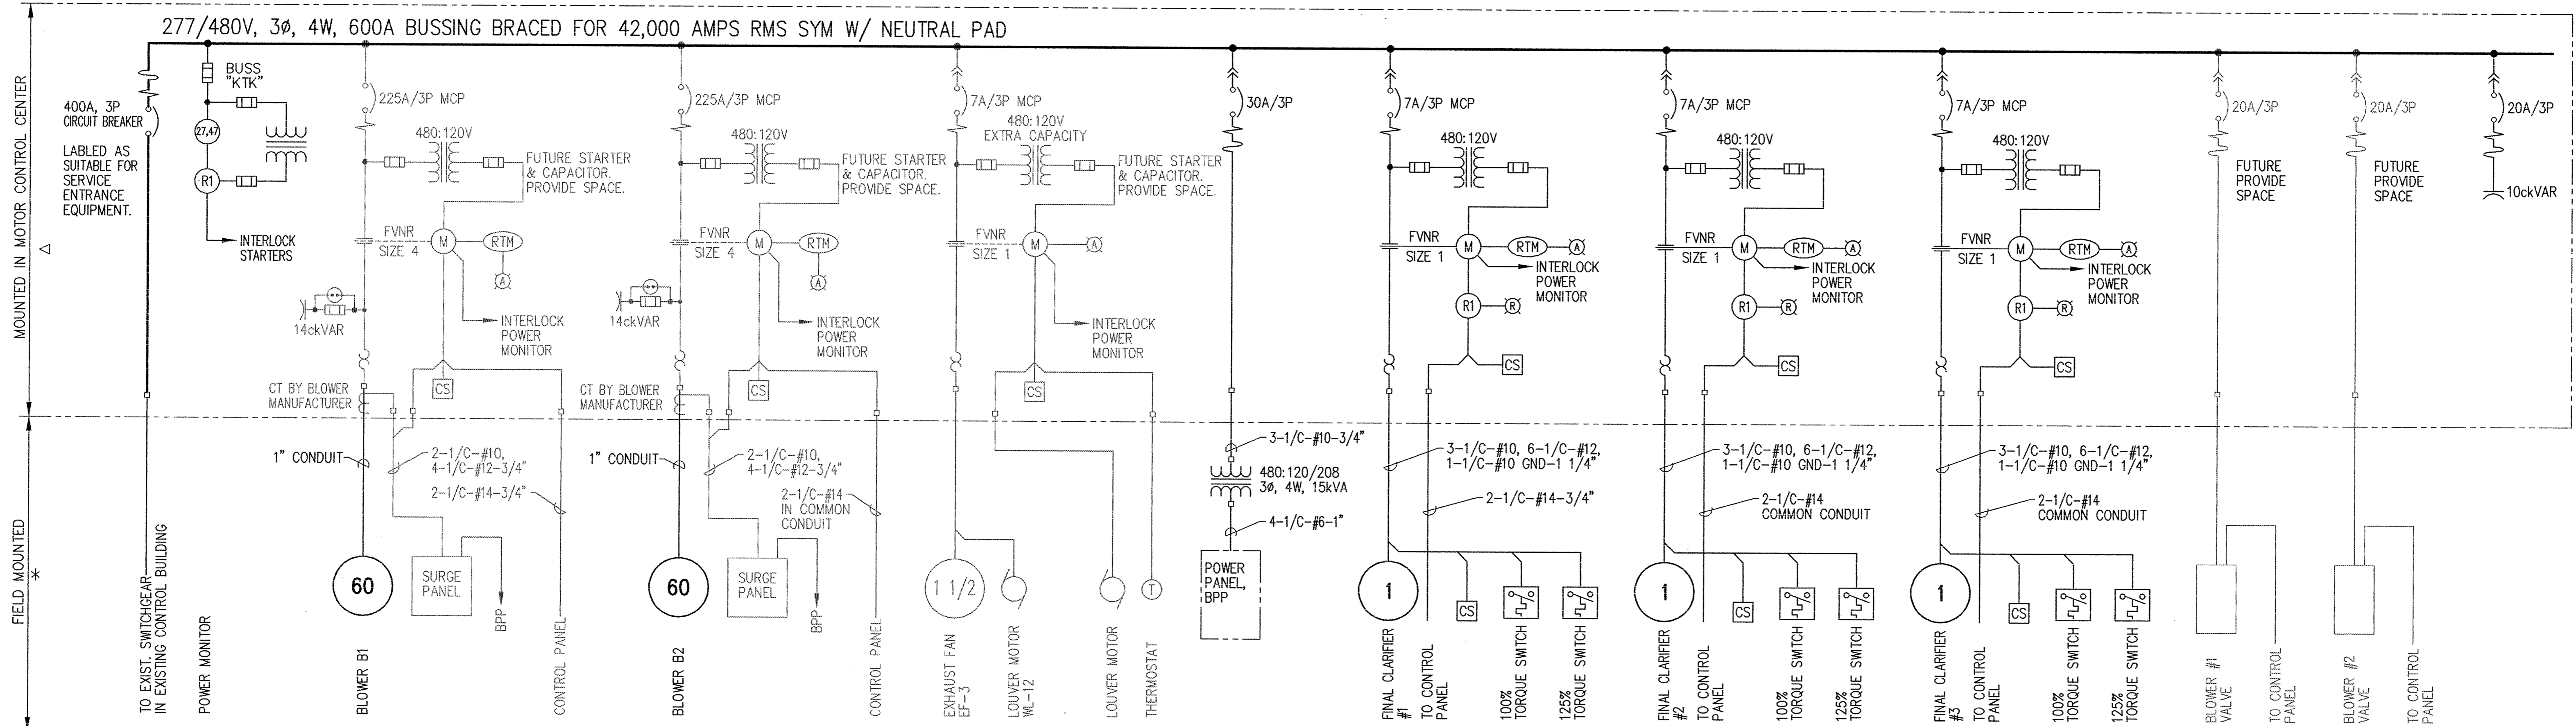 277/480V, 3Ø, 4W, 600A BUSSING BRACED FOR 42,000 AMPS RMS SYM W/ NEUTRAL PAD
MOUNTED IN MOTOR CONTROL CENTER
FIELD MOUNTED
*
400A, 3P
CIRCUIT BREAKER
LABLED AS
SUITABLE FOR
SERVICE
ENTRANCE
EQUIPMENT.
TO EXIST. SWITCHGEAR
IN EXISTING CONTROL BUILDING
BUSS
"KTK"
27,47
R1
INTERLOCK
STARTERS
POWER MONITOR
225A/3P MCP
480:120V
FUTURE STARTER
& CAPACITOR.
PROVIDE SPACE.
FVNR
SIZE 4
M
RTM
A
14ckVAR
INTERLOCK
POWER
MONITOR
CS
CT BY BLOWER
MANUFACTURER
1" CONDUIT
2-1/C-#10,
4-1/C-#12-3/4"
2-1/C-#14-3/4"
60
SURGE
PANEL
BPP
BLOWER B1
CONTROL PANEL
225A/3P MCP
480:120V
FUTURE STARTER
& CAPACITOR.
PROVIDE SPACE.
FVNR
SIZE 4
M
RTM
A
14ckVAR
INTERLOCK
POWER
MONITOR
CS
CT BY BLOWER
MANUFACTURER
1" CONDUIT
2-1/C-#10,
4-1/C-#12-3/4"
2-1/C-#14
IN COMMON
CONDUIT
60
SURGE
PANEL
BPP
BLOWER B2
CONTROL PANEL
7A/3P MCP
480:120V
EXTRA CAPACITY
FUTURE STARTER
& CAPACITOR.
PROVIDE SPACE.
FVNR
SIZE 1
M
A
INTERLOCK
POWER
MONITOR
CS
1 1/2
T
EXHAUST FAN
EF-3
LOUVER MOTOR
WL-12
LOUVER MOTOR
THERMOSTAT
30A/3P
3-1/C-#10-3/4"
480:120/208
3Ø, 4W, 15kVA
4-1/C-#6-1"
POWER
PANEL,
BPP
7A/3P MCP
480:120V
FVNR
SIZE 1
M
RTM
A
INTERLOCK
POWER
MONITOR
R1
R
CS
3-1/C-#10, 6-1/C-#12,
1-1/C-#10 GND-1 1/4"
2-1/C-#14-3/4"
1
CS
FINAL CLARIFIER
#1
TO CONTROL
PANEL
100%
TORQUE SWITCH
125%
TORQUE SWITCH
7A/3P MCP
480:120V
FVNR
SIZE 1
M
RTM
A
INTERLOCK
POWER
MONITOR
R1
R
CS
3-1/C-#10, 6-1/C-#12,
1-1/C-#10 GND-1 1/4"
2-1/C-#14
COMMON CONDUIT
1
CS
FINAL CLARIFIER
#2
TO CONTROL
PANEL
100%
TORQUE SWITCH
125%
TORQUE SWITCH
7A/3P MCP
480:120V
FVNR
SIZE 1
M
RTM
A
INTERLOCK
POWER
MONITOR
R1
R
CS
3-1/C-#10, 6-1/C-#12,
1-1/C-#10 GND-1 1/4"
2-1/C-#14
COMMON CONDUIT
1
CS
FINAL CLARIFIER
#3
TO CONTROL
PANEL
100%
TORQUE SWITCH
125%
TORQUE SWITCH
20A/3P
FUTURE
PROVIDE
SPACE
BLOWER #1
VALVE
TO CONTROL
PANEL
20A/3P
FUTURE
PROVIDE
SPACE
BLOWER #2
VALVE
TO CONTROL
PANEL
20A/3P
10ckVAR